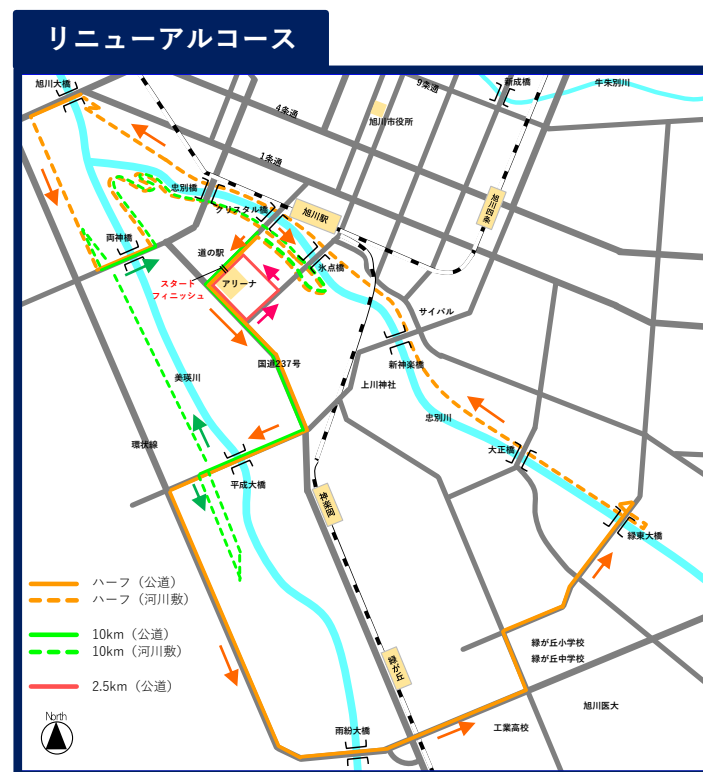 リニューアルコース
旭川大橋
新成橋
牛朱別川
9条通
4条通
旭川市役所
1条通
忠別橋
クリスタル橋
旭川駅
旭川四条
両神橋
道の駅
氷点橋
スタート
フィニッシュ
アリーナ
サイパル
国道237号
新神楽橋
美瑛川
上川神社
忠別川
環状線
大正橋
平成大橋
神楽岡
緑東大橋
ハーフ（公道）
ハーフ（河川敷）
10km（公道）
10km（河川敷）
2.5km（公道）
緑が丘
緑が丘小学校
緑が丘中学校
旭川医大
North
雨粉大橋
工業高校